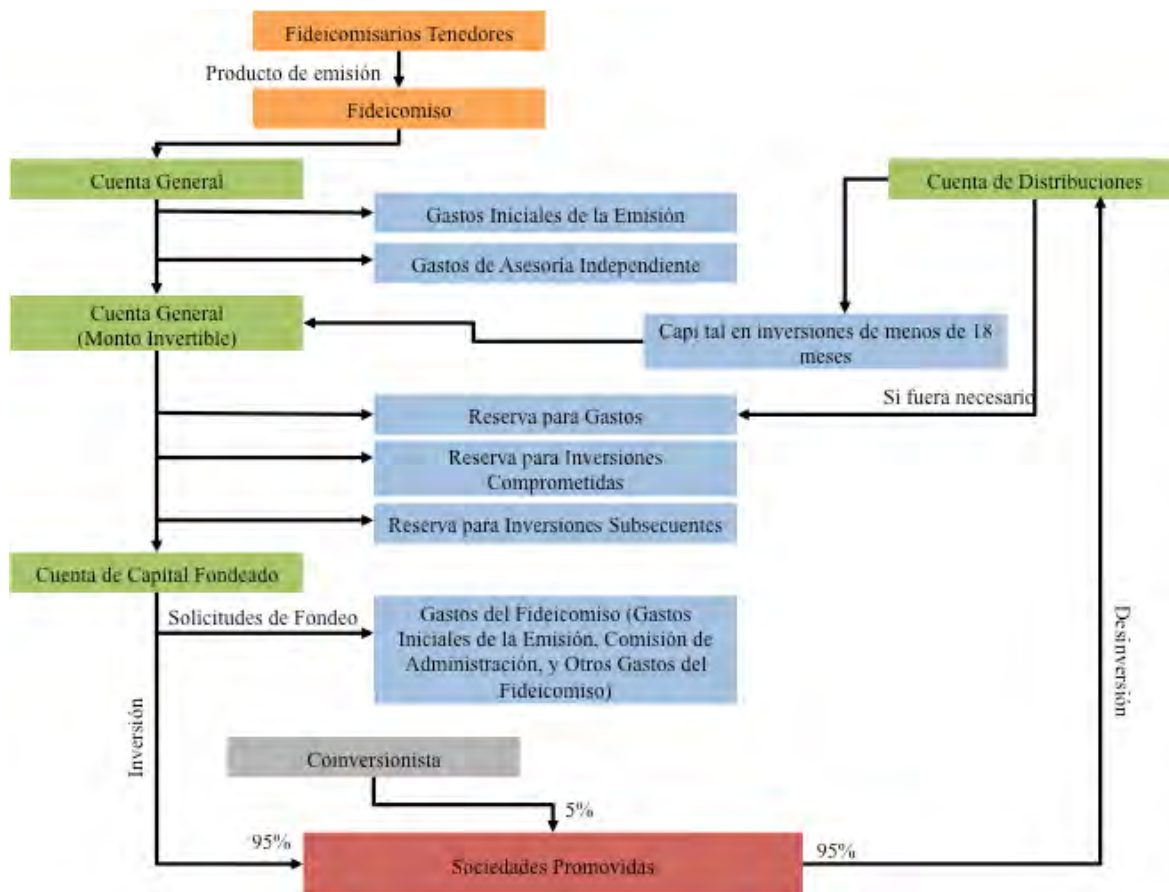 Fideicomisarios Tenedores
Producto de emisión
Fideicomiso
Cuenta General
Cuenta de Distribuciones
Gastos Iniciales de la Emisión
Gastos de Asesoría Independiente
Cuenta General
(Monto Invertible)
Capi tal en inversiones de menos de 18
meses
Si fuera necesario
Reserva para Gastos
Reserva para Inversiones
Comprometidas
Reserva para Inversiones Subsecuentes
Cuenta de Capital Fondeado
Solicitudes de Fondeo
Gastos del Fideicomiso (Gastos
Iniciales de la Emisión, Comisión de
Administración, y Otros Gastos del
Fideicomiso)
Desinversión
Inversión
Coinversionista
5%
95%
Sociedades Promovidas
95%